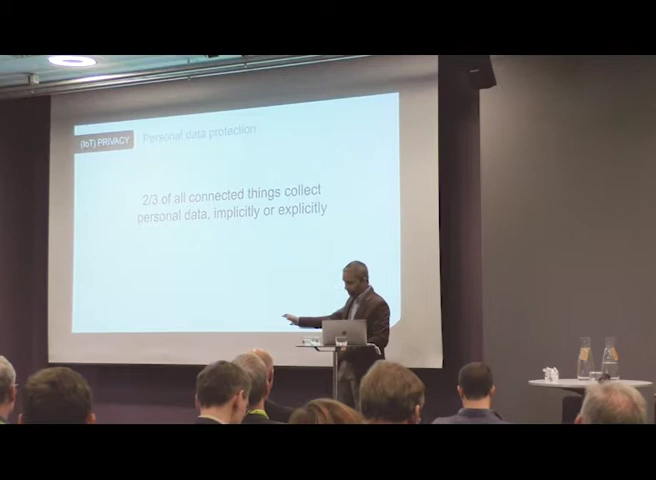 (IoT) PRIVACY
Personal data protection
2/3 of all connected things collect
personal data, implicitly or explicitly